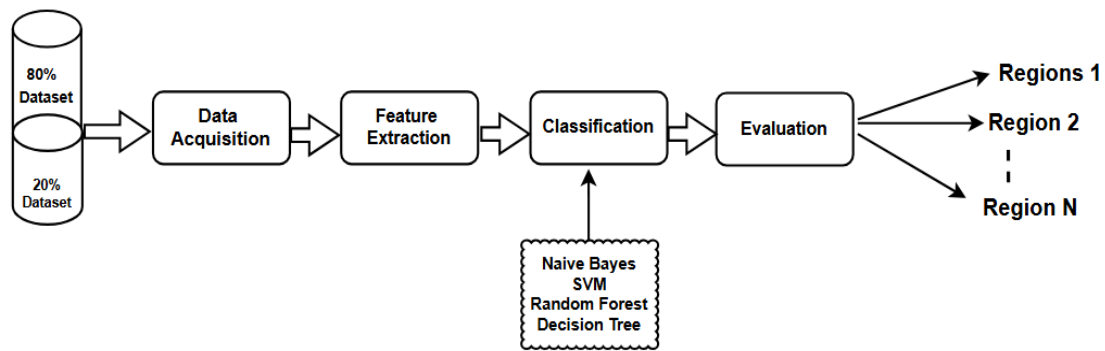 80%
Dataset
20%
Dataset
Data
Acquisition
Feature
Extraction
Classification
Evaluation
Regions 1
Region 2
Region N
Naive Bayes
SVM
Random Forest
Decision Tree